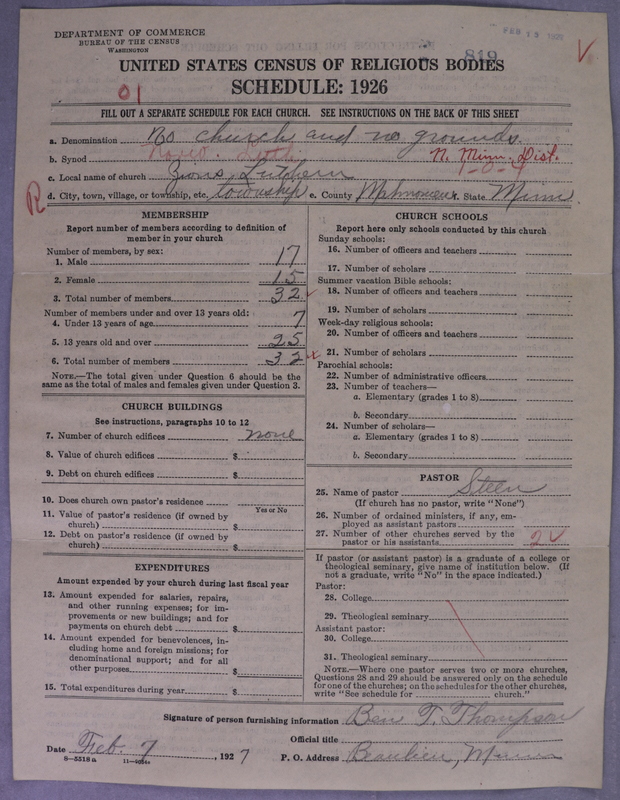 DEPARTMENT OF COMMERCE
BUREAU OF THE CENSUS
WASHINGTON
FEB 1927
819
UNITED STATES CENSUS OF RELIGIOUS BODIES
SCHEDULE: 1926
01
FILL OUT A SEPARATE SCHEDULE FOR EACH CHURCH. SEE INSTRUCTIONS ON THE BACK OF THIS SHEET
a. Denomination No church and no grounds.
b. Synod Norw. Luth. N. Minn. Dist.
1-0-4
c. Local name of church Zions Luthern
R
d. City, town, village, or township, etc. township e. County Mahnomen f. State Minn
MEMBERSHIP
Report number of members according to definition of
member in your church
Number of members, by sex:
1. Male 17
2. Female 15
3. Total number of members 32
Number of members under and over 13 years old:
4. Under 13 years of age 7
5. 13 years old and over 25
6. Total number of members 32
NOTE.—The total given under Question 6 should be the
same as the total of males and females given under Question 3.
CHURCH BUILDINGS
See instructions, paragraphs 10 to 12
7. Number of church edifices none
8. Value of church edifices $
9. Debt on church edifices $
10. Does church own pastor's residence
Yes or No
11. Value of pastor's residence (if owned by
church) $
12. Debt on pastor's residence (if owned by
church) $
EXPENDITURES
Amount expended by your church during last fiscal year
13. Amount expended for salaries, repairs,
and other running expenses; for im-
provements or new buildings; and for
payments on church debt $
14. Amount expended for benevolences, in-
cluding home and foreign missions; for
denominational support; and for all
other purposes $
15. Total expenditures during year $
CHURCH SCHOOLS
Report here only schools conducted by this church
Sunday schools:
16. Number of officers and teachers
17. Number of scholars
Summer vacation Bible schools:
18. Number of officers and teachers
19. Number of scholars
Week-day religious schools:
20. Number of officers and teachers
21. Number of scholars
Parochial schools:
22. Number of administrative officers
23. Number of teachers—
a. Elementary (grades 1 to 8)
b. Secondary
24. Number of scholars—
a. Elementary (grades 1 to 8)
b. Secondary
PASTOR
25. Name of pastor Steen
(If church has no pastor, write "None")
26. Number of ordained ministers, if any, em-
ployed as assistant pastors
27. Number of other churches served by the
pastor or his assistants 2
If pastor (or assistant pastor) is a graduate of a college or
theological seminary, give name of institution below. (If
not a graduate, write "No" in the space indicated.)
Pastor:
28. College
29. Theological seminary
Assistant pastor:
30. College
31. Theological seminary
NOTE.—Where one pastor serves two or more churches,
Questions 28 and 29 should be answered only on the schedule
for one of the churches; on the schedules for the other churches,
write "See schedule for church."
Signature of person furnishing information Ben T. Thompson
Official title
Date Feb. 7, 1927 P. O. Address Beaulieu, Minn
8—5518a